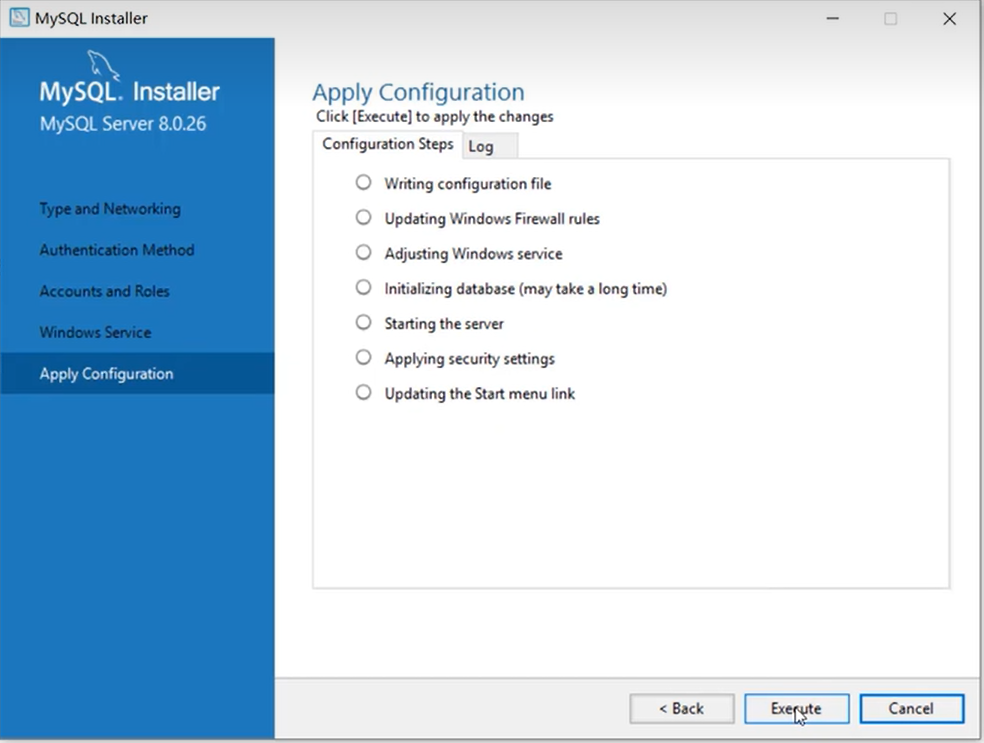 MySQL Installer
MySQL. Installer
MySQL Server 8.0.26
Type and Networking
Authentication Method
Accounts and Roles
Windows Service
Apply Configuration
Apply Configuration
Click [Execute] to apply the changes
Configuration Steps
Log
Writing configuration file
Updating Windows Firewall rules
Adjusting Windows service
Initializing database (may take a long time)
Starting the server
Applying security settings
Updating the Start menu link
< Back
Execute
Cancel